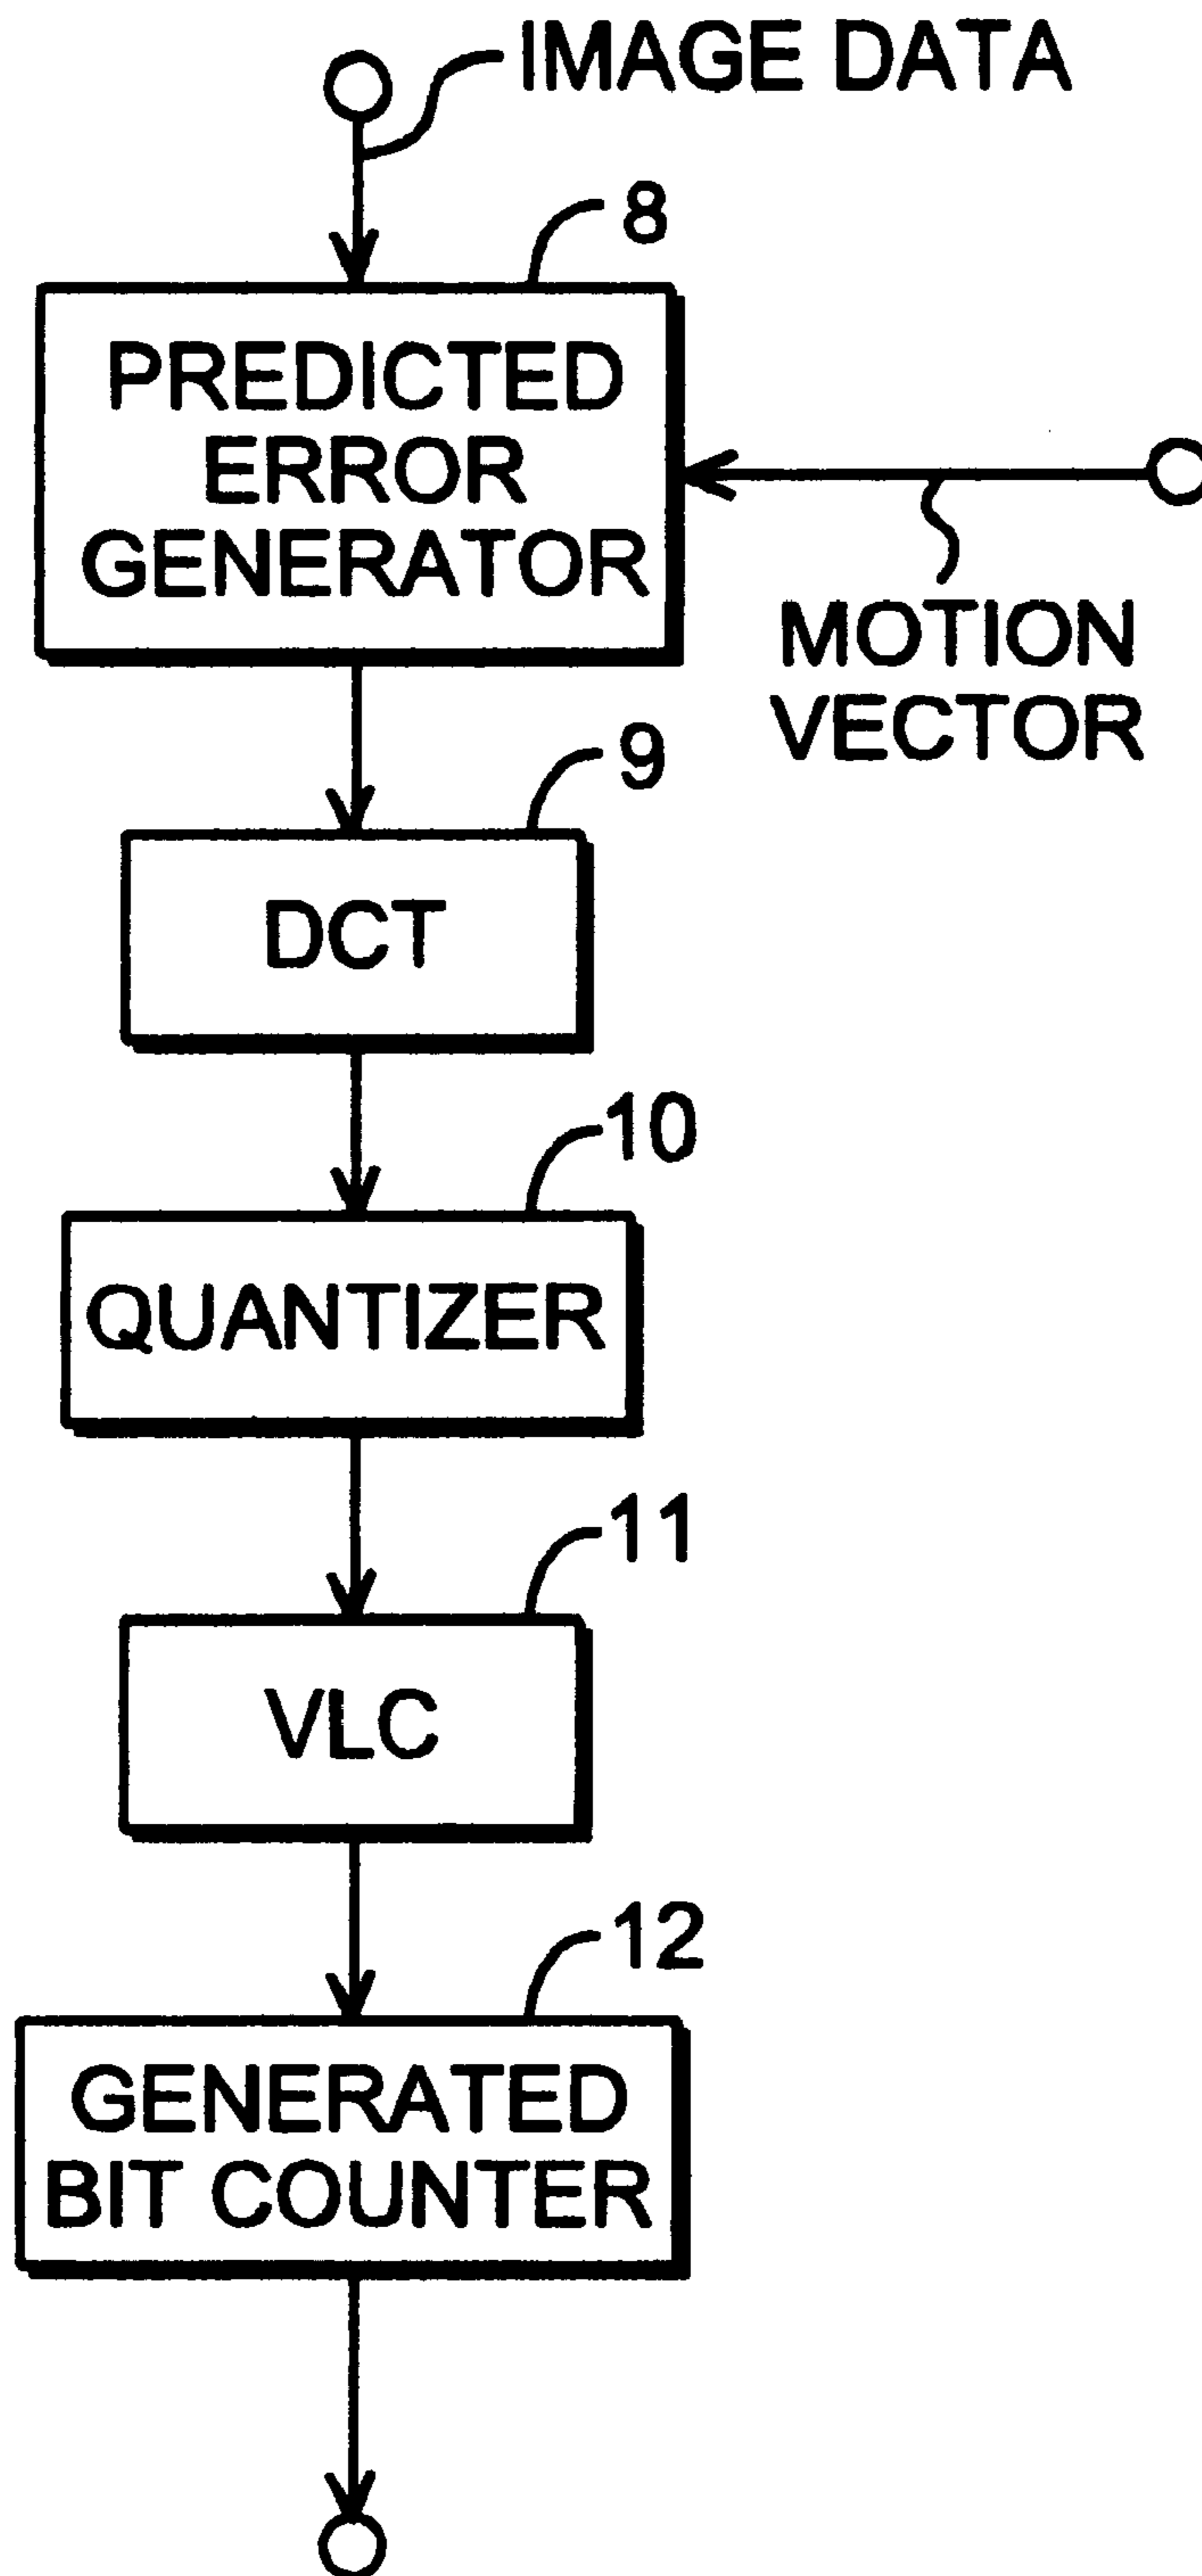 IMAGE DATA
8
PREDICTED
ERROR
GENERATOR
MOTION
VECTOR
9
DCT
10
QUANTIZER
11
VLC
12
GENERATED
BIT COUNTER